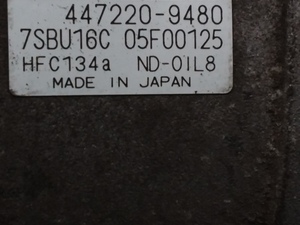 447220-9480
7SBU16C 05F00125
HFC134a ND-OIL8
MADE IN JAPAN